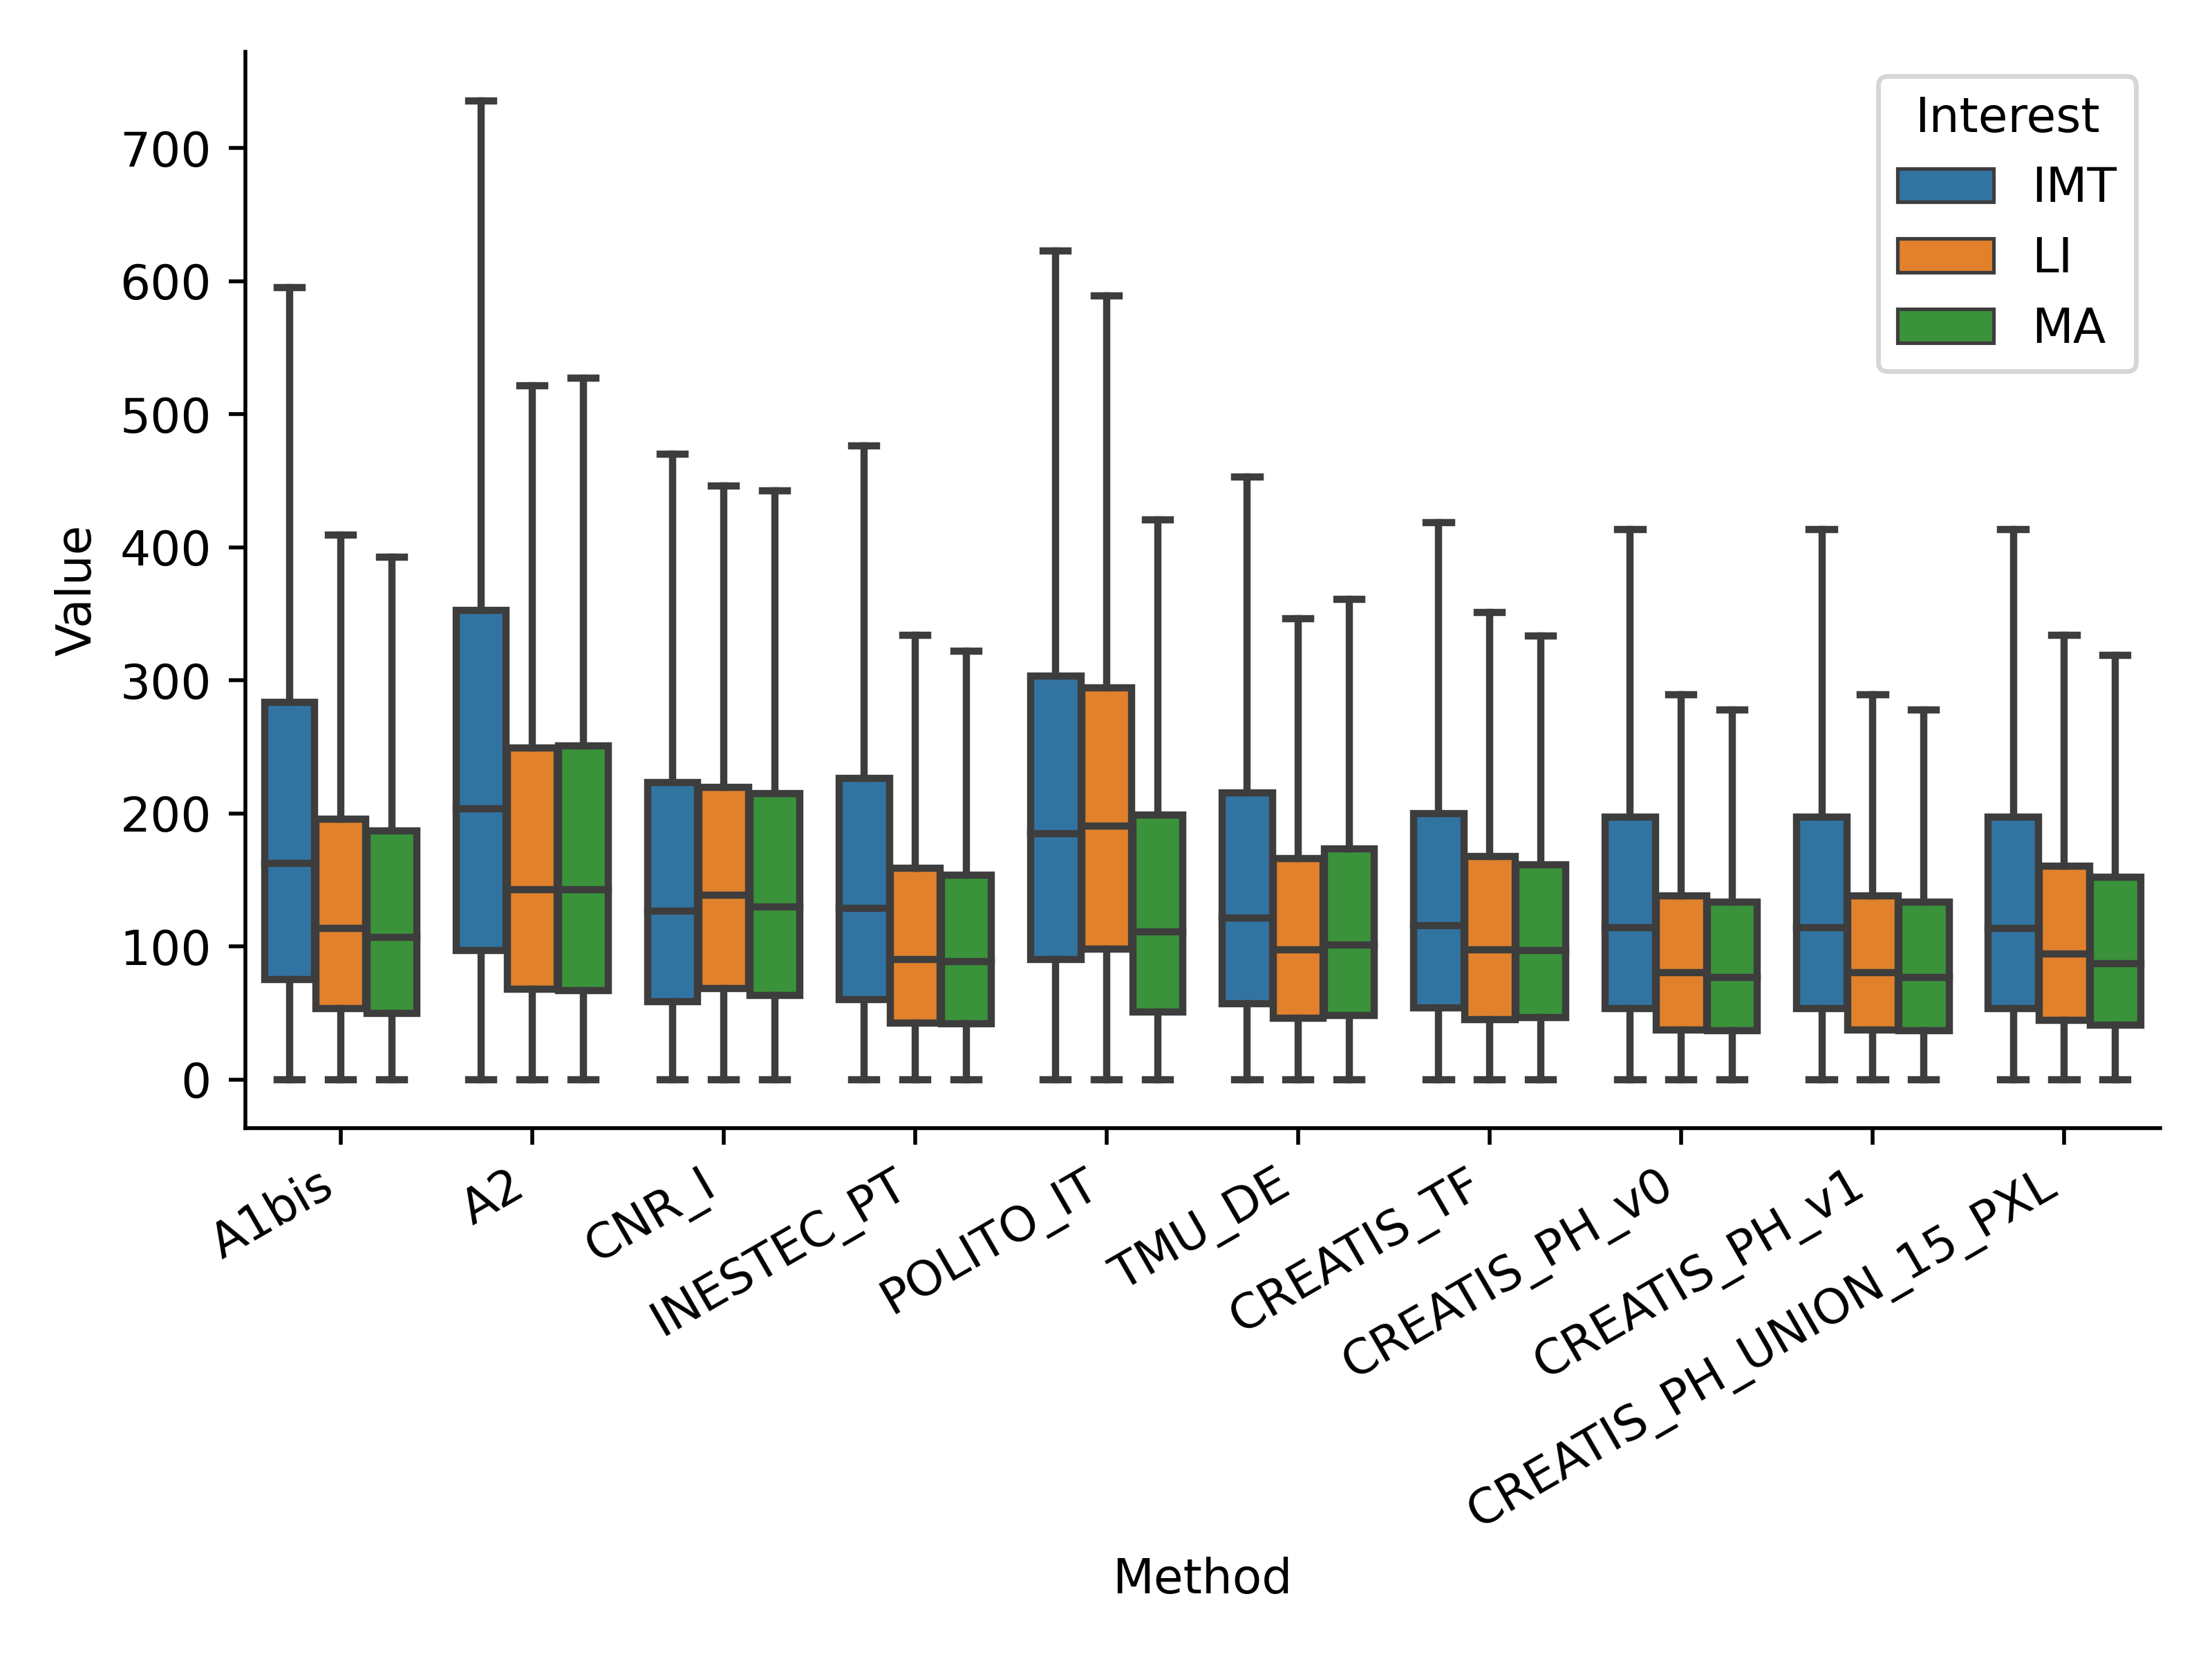 Interest
IMT
LI
MA
Value
700
600
500
400
300
200
100
0
A1bis
A2
CNR_I
INESTEC_PT
POLITO_IT
TMU_DE
CREATIS_TF
CREATIS_PH_v0
CREATIS_PH_v1
CREATIS_PH_UNION_15_PXL
Method